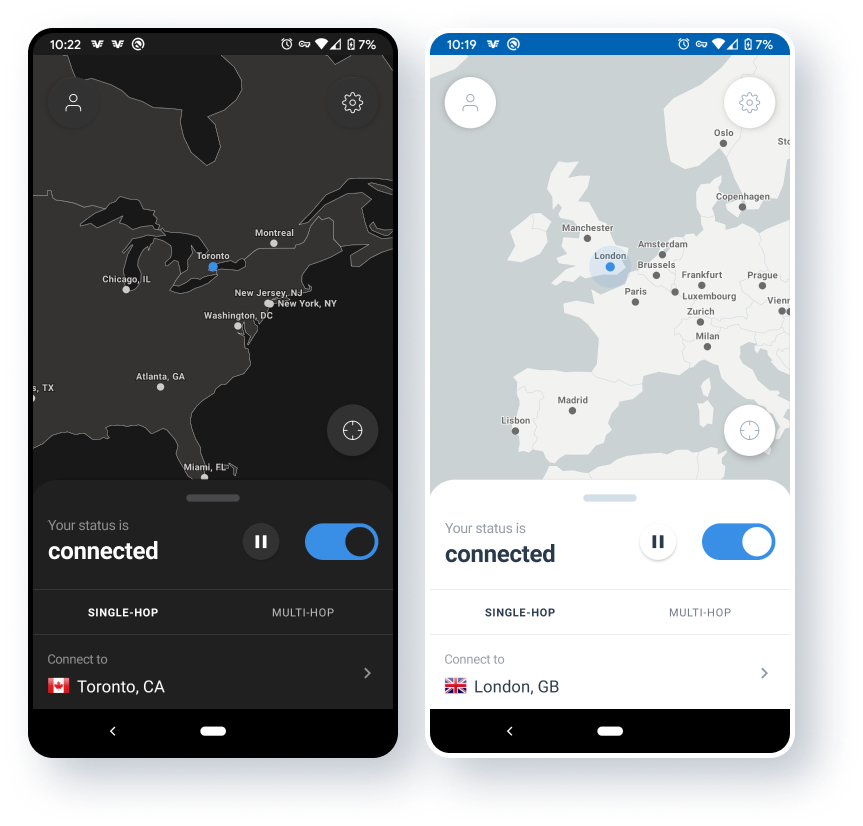 10:22 7%
Montreal
Toronto
Chicago, IL
New Jersey, NJ
New York, NY
Washington, DC
Atlanta, GA
s, TX
Miami, FL
Your status is
connected
SINGLE-HOP MULTI-HOP
Connect to
Toronto, CA
10:19 7%
Oslo
Sto
Copenhagen
Manchester
Amsterdam
London
Brussels
Frankfurt
Prague
Paris
Luxembourg
Vienn
Zurich
Milan
Madrid
Lisbon
Your status is
connected
SINGLE-HOP MULTI-HOP
Connect to
London, GB